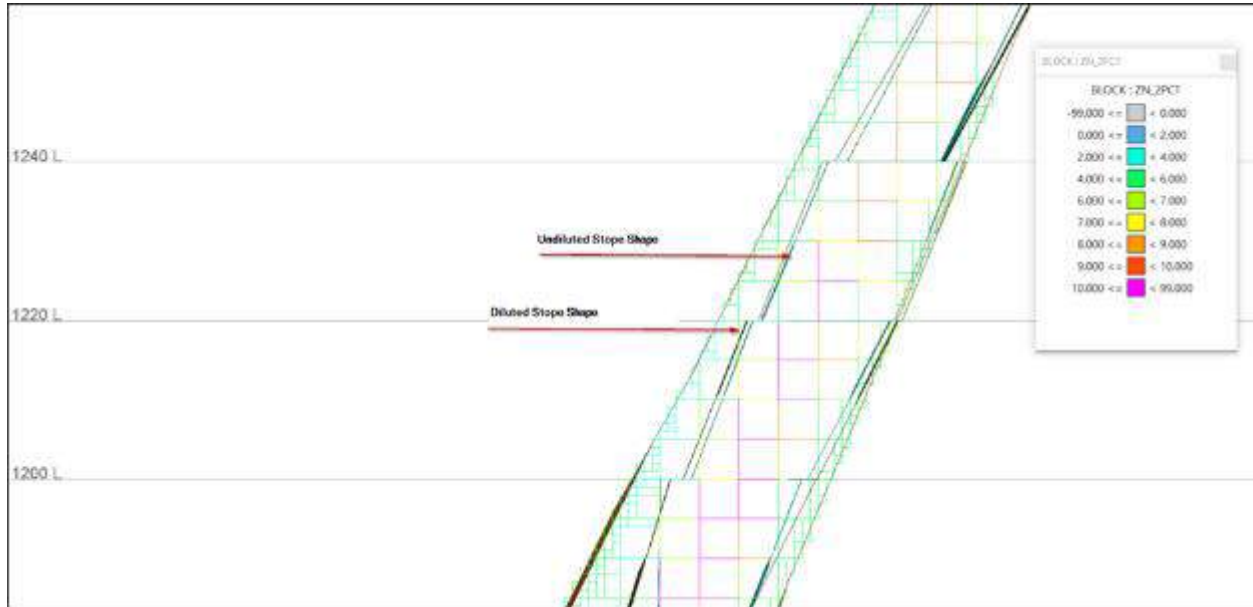 BLOCK : ZN_2PCT
BLOCK : ZN_2PCT
-99.000 <= < 0.000
0.000 <= < 2.000
2.000 <= < 4.000
4.000 <= < 6.000
6.000 <= < 7.000
7.000 <= < 8.000
8.000 <= < 9.000
9.000 <= < 10.000
10.000 <= < 99.000
1240 L
Undiluted Stope Shape
Diluted Stope Shape
1220 L
1200 L